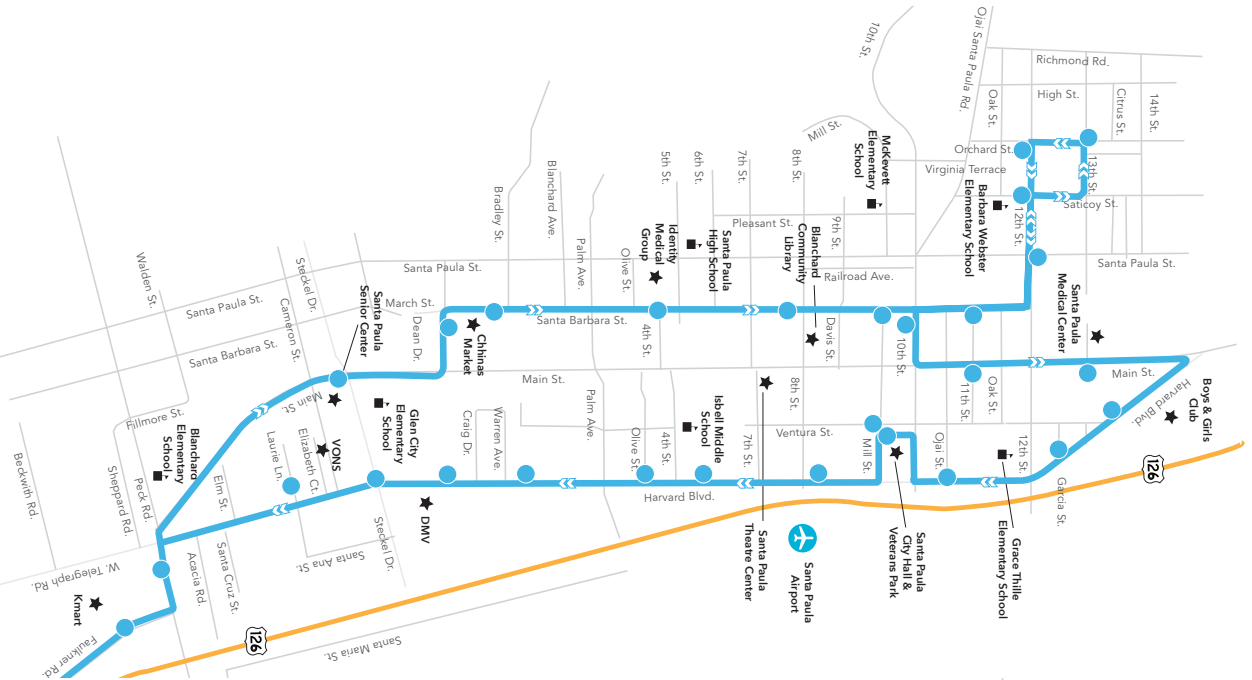 10th St.
Ojai Santa Paula Rd.
Richmond Rd.
Oak St.
High St.
Citrus St.
14th St.
Mill St.
Orchard St.
Virginia Terrace
13th St.
Saticoy St.
12th St.
McKevett
Elementary
School
Barbara Webster
Elementary School
5th St.
6th St.
7th St.
8th St.
9th St.
Pleasant St.
Bradley St.
Blanchard Ave.
Palm Ave.
Olive St.
Identity
Medical
Group
Santa Paula
High School
Blanchard
Community
Library
Railroad Ave.
Santa Paula St.
Santa Paula St.
Walden St.
Steckel Dr.
Santa Paula St.
Cameron St.
Santa Paula
Senior Center
March St.
Dean Dr.
Chhinas
Market
Santa Barbara St.
4th St.
Davis St.
10th St.
Santa Paula
Medical Center
Santa Barbara St.
Main St.
Main St.
Main St.
11th St.
Oak St.
Harvard Blvd.
Boys & Girls
Club
Fillmore St.
Blanchard
Elementary
School
Laurie Ln.
Elizabeth Ct.
VONS
Glen City
Elementary
School
Craig Dr.
Warren Ave.
Palm Ave.
Olive St.
4th St.
Isbell Middle
School
7th St.
8th St.
Ventura St.
Mill St.
Ojai St.
12th St.
Garcia St.
126
Beckwith Rd.
Sheppard Rd.
Peck Rd.
Elm St.
DMV
Harvard Blvd.
Steckel Dr.
Santa Ana St.
Santa Cruz St.
Acacia Rd.
W. Telegraph Rd.
Kmart
Faulkner Rd.
126
Santa Maria St.
Santa Paula
Theatre Center
Santa Paula
Airport
Santa Paula
City Hall &
Veterans Park
Grace Thille
Elementary School